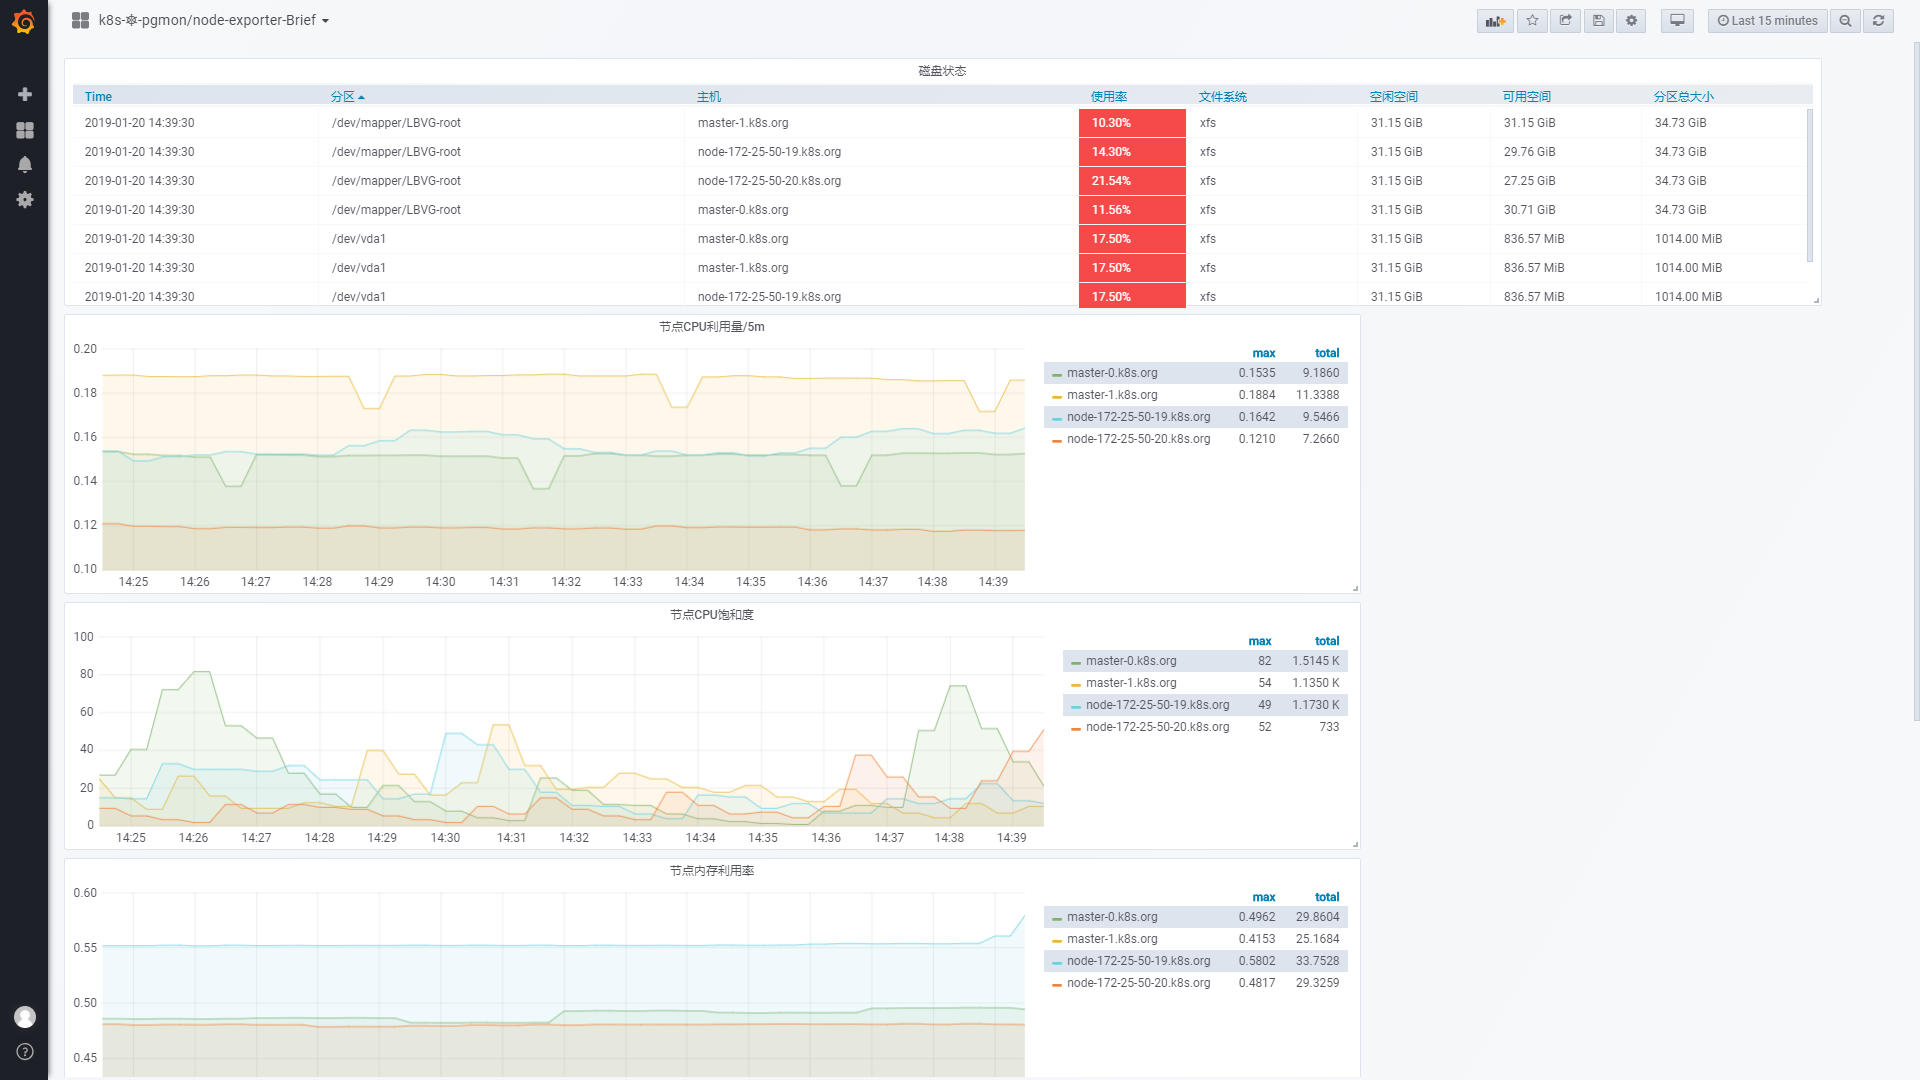 k8s-⎈-pgmon/node-exporter-Brief
Last 15 minutes
磁盘状态
Time 分区 主机 使用率 文件系统 空闲空间 可用空间 分区总大小
2019-01-20 14:39:30 /dev/mapper/LBVG-root master-1.k8s.org 10.30% xfs 31.15 GiB 31.15 GiB 34.73 GiB
2019-01-20 14:39:30 /dev/mapper/LBVG-root node-172-25-50-19.k8s.org 14.30% xfs 31.15 GiB 29.76 GiB 34.73 GiB
2019-01-20 14:39:30 /dev/mapper/LBVG-root node-172-25-50-20.k8s.org 21.54% xfs 31.15 GiB 27.25 GiB 34.73 GiB
2019-01-20 14:39:30 /dev/mapper/LBVG-root master-0.k8s.org 11.56% xfs 31.15 GiB 30.71 GiB 34.73 GiB
2019-01-20 14:39:30 /dev/vda1 master-0.k8s.org 17.50% xfs 31.15 GiB 836.57 MiB 1014.00 MiB
2019-01-20 14:39:30 /dev/vda1 master-1.k8s.org 17.50% xfs 31.15 GiB 836.57 MiB 1014.00 MiB
2019-01-20 14:39:30 /dev/vda1 node-172-25-50-19.k8s.org 17.50% xfs 31.15 GiB 836.57 MiB 1014.00 MiB
节点CPU利用量/5m
0.20
0.18
0.16
0.14
0.12
0.10
14:25 14:26 14:27 14:28 14:29 14:30 14:31 14:32 14:33 14:34 14:35 14:36 14:37 14:38 14:39
max total
master-0.k8s.org 0.1535 9.1860
master-1.k8s.org 0.1884 11.3388
node-172-25-50-19.k8s.org 0.1642 9.5466
node-172-25-50-20.k8s.org 0.1210 7.2660
节点CPU饱和度
100
80
60
40
20
0
14:25 14:26 14:27 14:28 14:29 14:30 14:31 14:32 14:33 14:34 14:35 14:36 14:37 14:38 14:39
max total
master-0.k8s.org 82 1.5145 K
master-1.k8s.org 54 1.1350 K
node-172-25-50-19.k8s.org 49 1.1730 K
node-172-25-50-20.k8s.org 52 733
节点内存利用率
0.60
0.55
0.50
0.45
max total
master-0.k8s.org 0.4962 29.8604
master-1.k8s.org 0.4153 25.1684
node-172-25-50-19.k8s.org 0.5802 33.7528
node-172-25-50-20.k8s.org 0.4817 29.3259